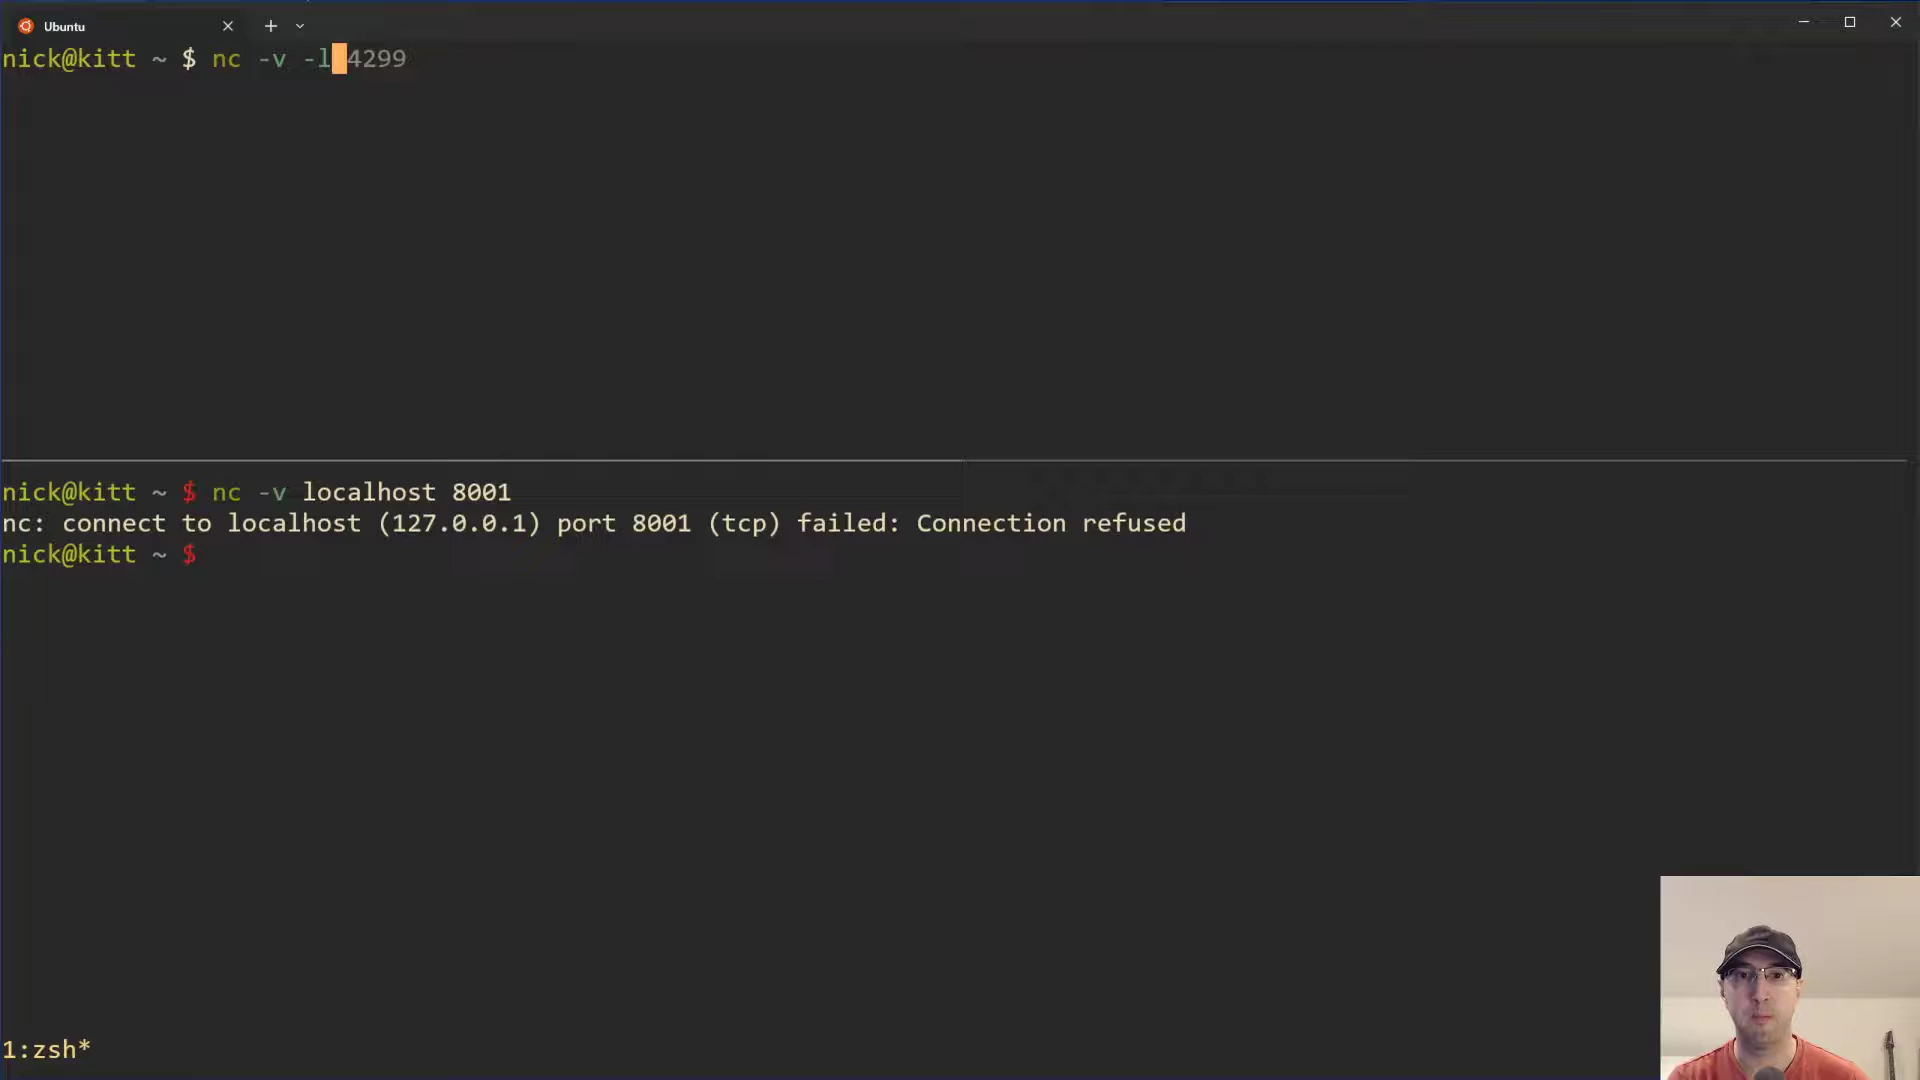 Ubuntu
nick@kitt ~ $ nc -v -l 4299
nick@kitt ~ $ nc -v localhost 8001
nc: connect to localhost (127.0.0.1) port 8001 (tcp) failed: Connection refused
nick@kitt ~ $
1:zsh*